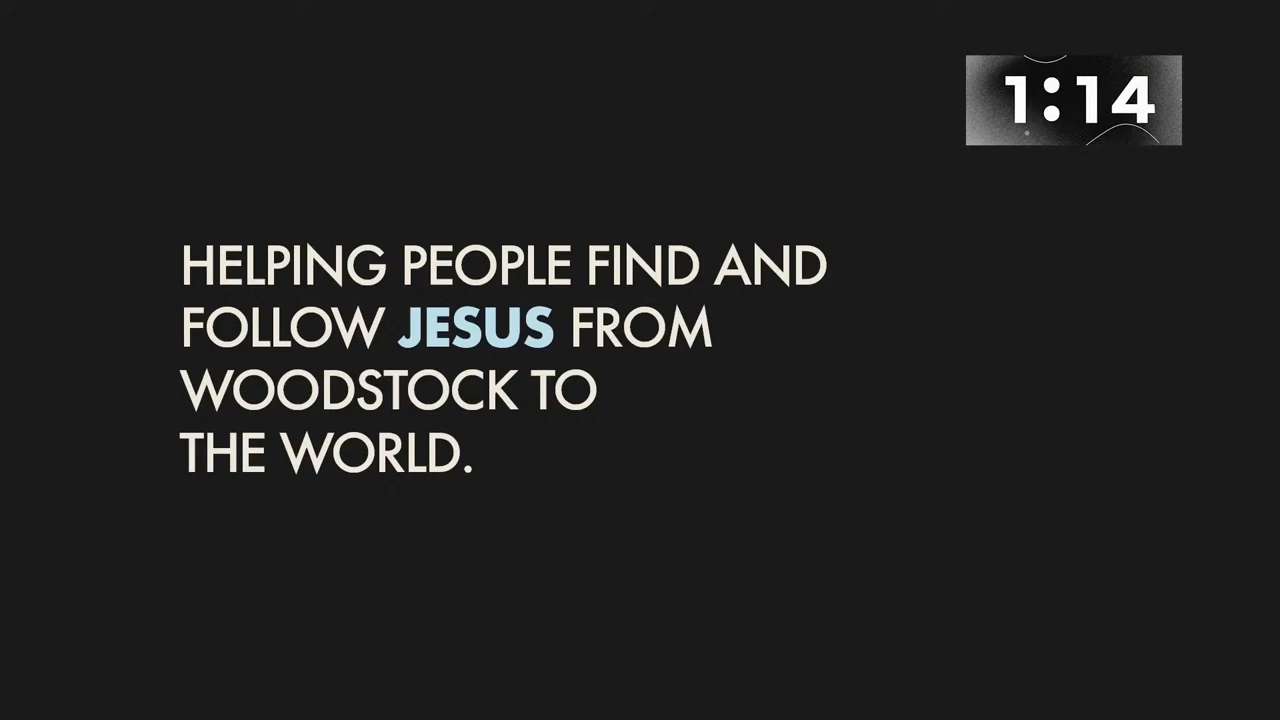 1:14
HELPING PEOPLE FIND AND
FOLLOW JESUS FROM
WOODSTOCK TO
THE WORLD.